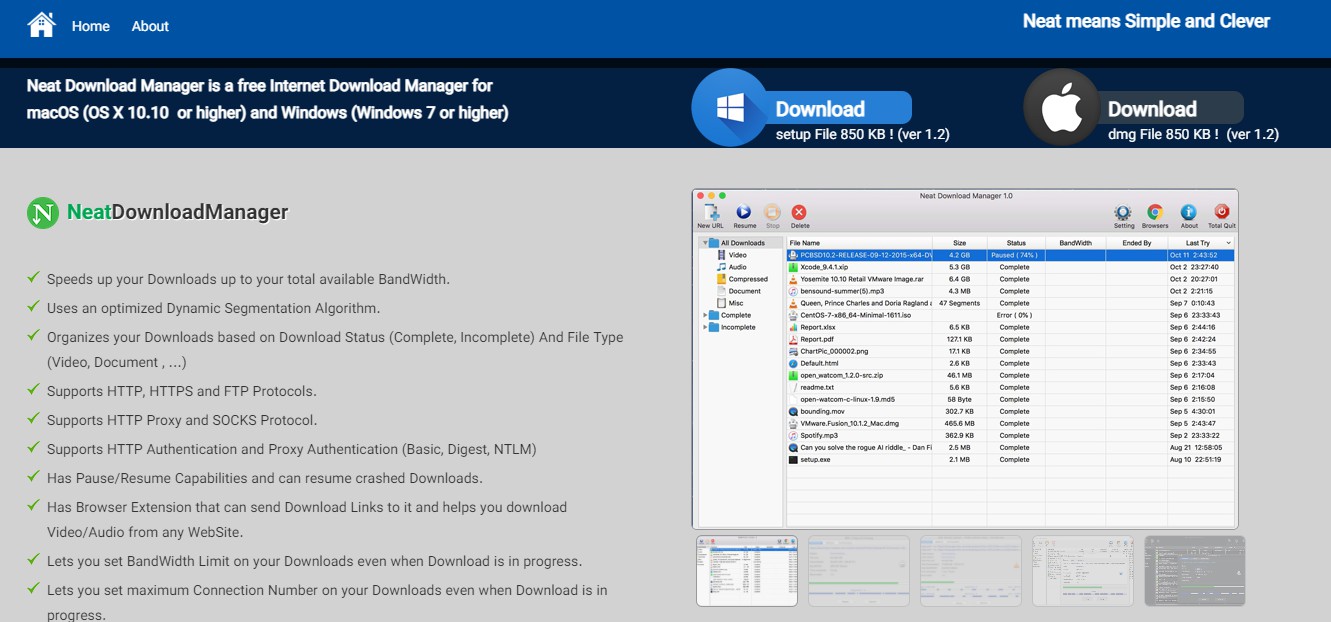 Home About
Neat means Simple and Clever
Neat Download Manager is a free Internet Download Manager for
macOS (OS X 10.10 or higher) and Windows (Windows 7 or higher)
Download
setup File 850 KB ! (ver 1.2)
Download
dmg File 850 KB ! (ver 1.2)
NeatDownloadManager
Speeds up your Downloads up to your total available BandWidth.
Uses an optimized Dynamic Segmentation Algorithm.
Organizes your Downloads based on Download Status (Complete, Incomplete) And File Type
(Video, Document , ...)
Supports HTTP, HTTPS and FTP Protocols.
Supports HTTP Proxy and SOCKS Protocol.
Supports HTTP Authentication and Proxy Authentication (Basic, Digest, NTLM)
Has Pause/Resume Capabilities and can resume crashed Downloads.
Has Browser Extension that can send Download Links to it and helps you download
Video/Audio from any WebSite.
Lets you set BandWidth Limit on your Downloads even when Download is in progress.
Lets you set maximum Connection Number on your Downloads even when Download is in
progress.
Neat Download Manager 1.0
New URL Resume Stop Delete Setting Browsers About Total Quit
All Downloads
Video
Audio
Compressed
Document
Misc
Complete
Incomplete
File Name Size Status BandWidth Ended By Last Try
PCBSD10.2-RELEASE-09-12-2015-x64-DV 4.2 GB Paused ( 74% ) Oct 11 2:43:52
Xcode_9.4.1.xip 5.3 GB Complete Oct 2 23:27:40
Yosemite 10.10 Retail VMware Image.rar 6.4 GB Complete Oct 2 20:27:01
bensound-summer(5).mp3 4.3 MB Complete Oct 2 2:21:15
Queen, Prince Charles and Doria Ragland a 47 Segments Complete Sep 7 0:10:43
CentOS-7-x86_64-Minimal-1611.iso Error ( 0% ) Sep 6 23:33:43
Report.xlsx 6.5 KB Complete Sep 6 2:44:16
Report.pdf 127.1 KB Complete Sep 6 2:42:24
ChartPic_000002.png 17.1 KB Complete Sep 6 2:34:55
Default.html 2.6 KB Complete Sep 6 2:33:43
open_watcom_1.2.0-src.zip 46.1 MB Complete Sep 6 2:17:04
readme.txt 5.6 KB Complete Sep 6 2:16:08
open-watcom-c-linux-1.9.md5 58 Byte Complete Sep 6 2:15:50
bounding.mov 302.7 KB Complete Sep 5 4:30:01
VMware.Fusion_10.1.2_Mac.dmg 465.6 MB Complete Sep 5 2:43:47
Spotify.mp3 362.9 KB Complete Sep 2 23:33:22
Can you solve the rogue AI riddle_ - Dan Fi 2.5 MB Complete Aug 21 12:58:05
setup.exe 2.1 MB Complete Aug 10 22:51:19